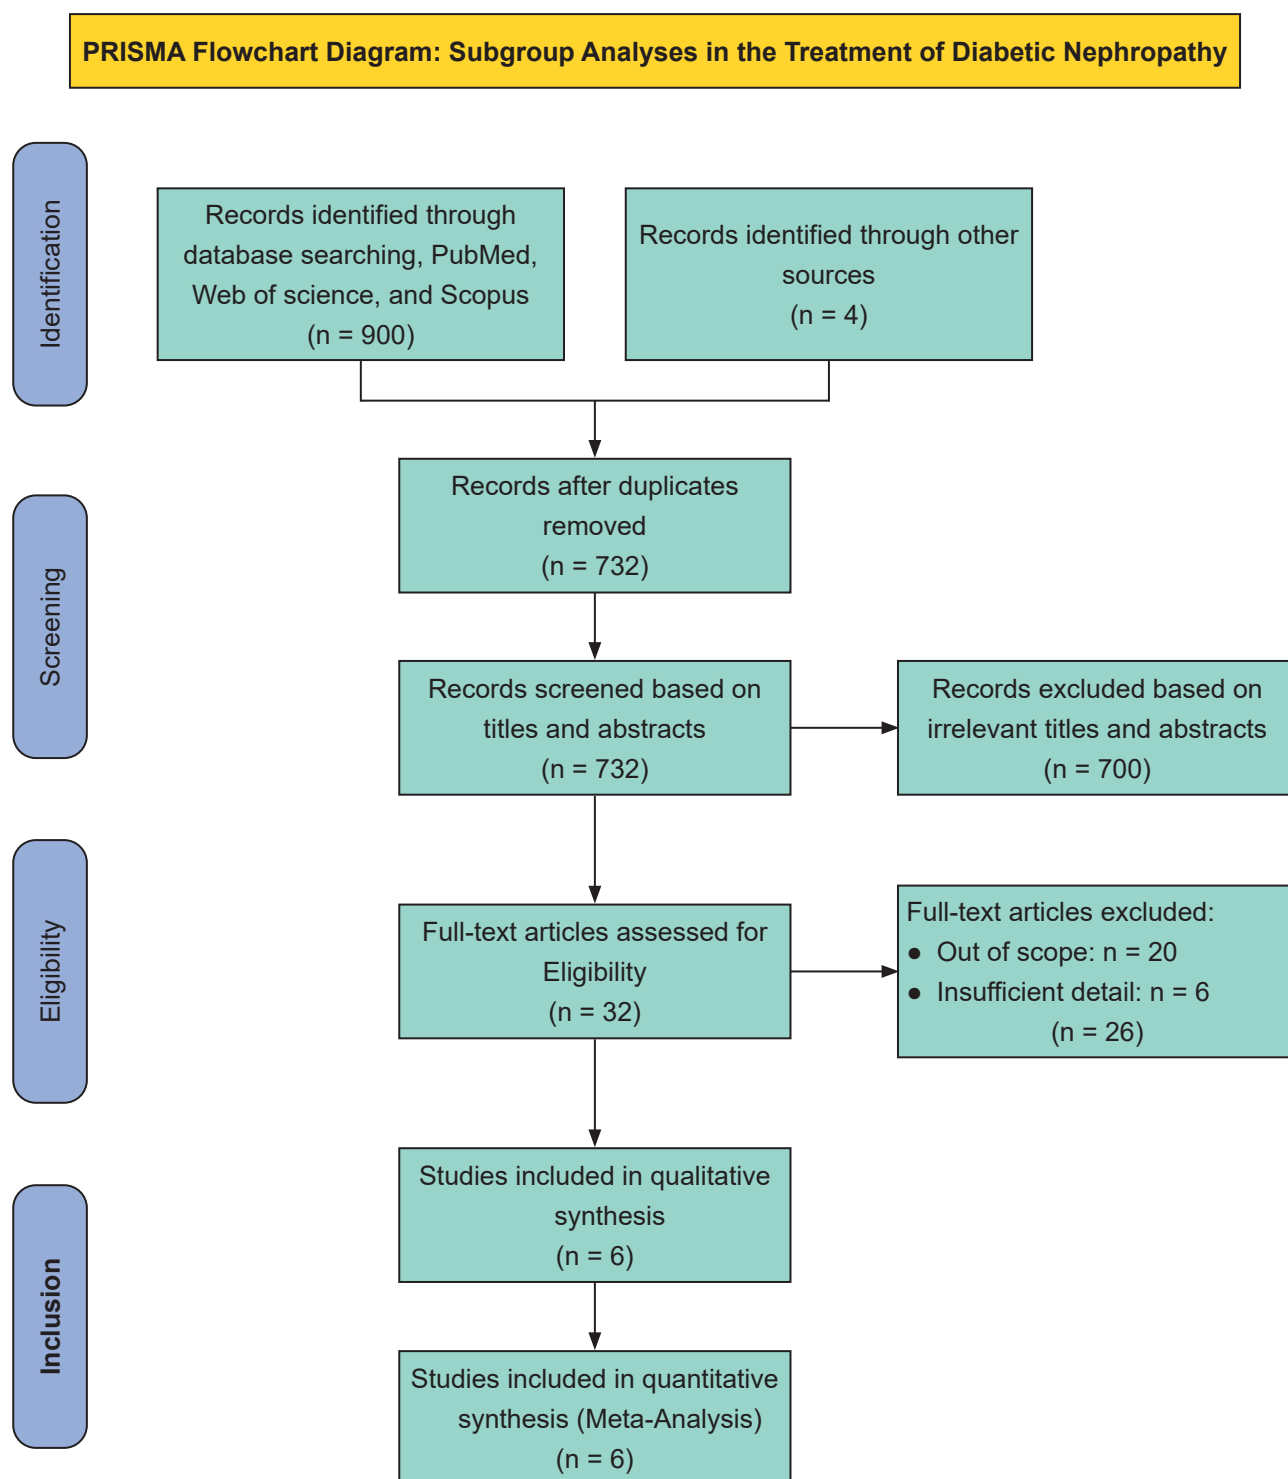 PRISMA Flowchart Diagram: Subgroup Analyses in the Treatment of Diabetic Nephropathy
Identification
Records identified through
database searching, PubMed,
Web of science, and Scopus
(n = 900)
Records identified through other
sources
(n = 4)
Screening
Records after duplicates
removed
(n = 732)
Records screened based on
titles and abstracts
(n = 732)
Records excluded based on
irrelevant titles and abstracts
(n = 700)
Eligibility
Full-text articles assessed for
Eligibility
(n = 32)
Full-text articles excluded:
● Out of scope: n = 20
● Insufficient detail: n = 6
(n = 26)
Inclusion
Studies included in qualitative
synthesis
(n = 6)
Studies included in quantitative
synthesis (Meta-Analysis)
(n = 6)